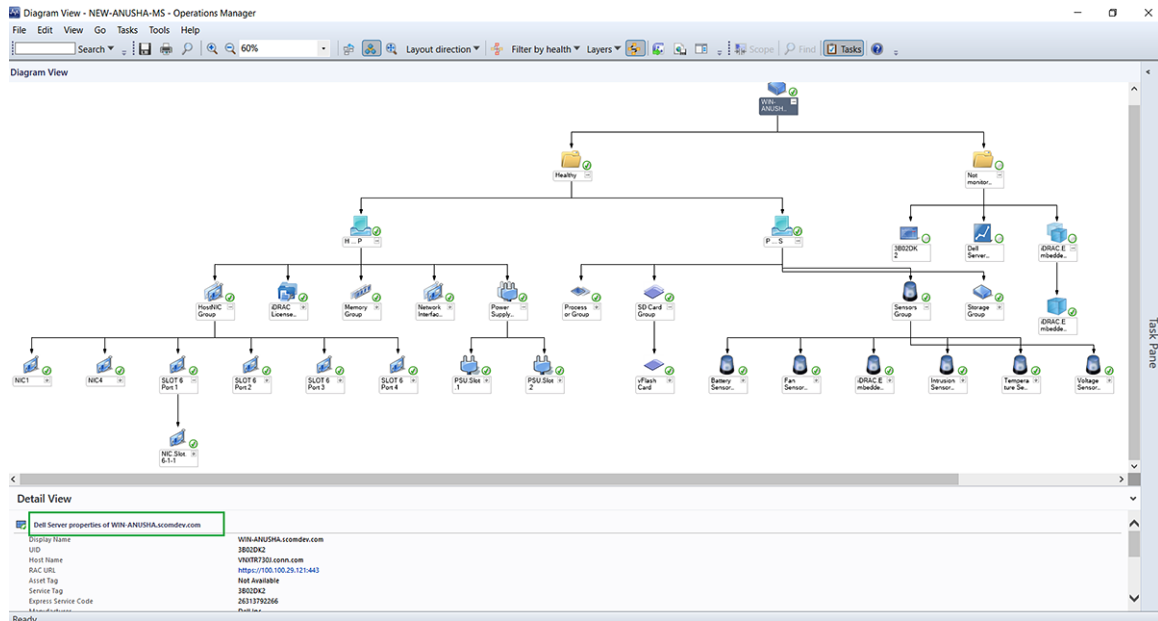 Diagram View - NEW-ANUSHA-MS - Operations Manager
File Edit View Go Tasks Tools Help
Search 60% Layout direction Filter by health Layers Scope Find Tasks
Diagram View
WIN-
ANUSH..
Healthy
Not
monitor..
H ... P
P ... S
3B02DK
2
Dell
Server..
iDRAC.E
mbedde..
HostNIC
Group
iDRAC
License..
Memory
Group
Network
Interfac..
Power
Supply..
Process
or Group
SD Card
Group
Sensors
Group
Storage
Group
iDRAC.E
mbedde..
NIC1
NIC4
SLOT 6
Port 1
SLOT 6
Port 2
SLOT 6
Port 3
SLOT 6
Port 4
PSU.Slot
.1
PSU.Slot
.2
vFlash
Card
Battery
Sensor..
Fan
Sensor..
iDRAC.E
mbedde..
Intrusion
Sensor..
Tempera
ture Se..
Voltage
Sensor..
NIC.Slot.
6-1-1
Task Pane
Detail View
Dell Server properties of WIN-ANUSHA.scomdev.com
Display Name WIN-ANUSHA.scomdev.com
UID 3B02DK2
Host Name VNXTR730J.conn.com
RAC URL https://100.100.29.121:443
Asset Tag Not Available
Service Tag 3B02DK2
Express Service Code 26313792266
Manufacturer Dell Inc.
Ready